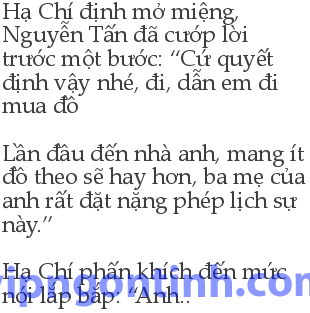 Hạ Chí định mở miệng,
Nguyễn Tấn đã cướp lời
trước một bước: “Cứ quyết
định vậy nhé, đi, dẫn em đi
mua đồ
Lần đầu đến nhà anh, mang ít
đồ theo sẽ hay hơn, ba mẹ của
anh rất đặt nặng phép lịch sự
này.”
Hạ Chí phấn khích đến mức
nói lắp bắp: “Anh..
vipngontinh.com